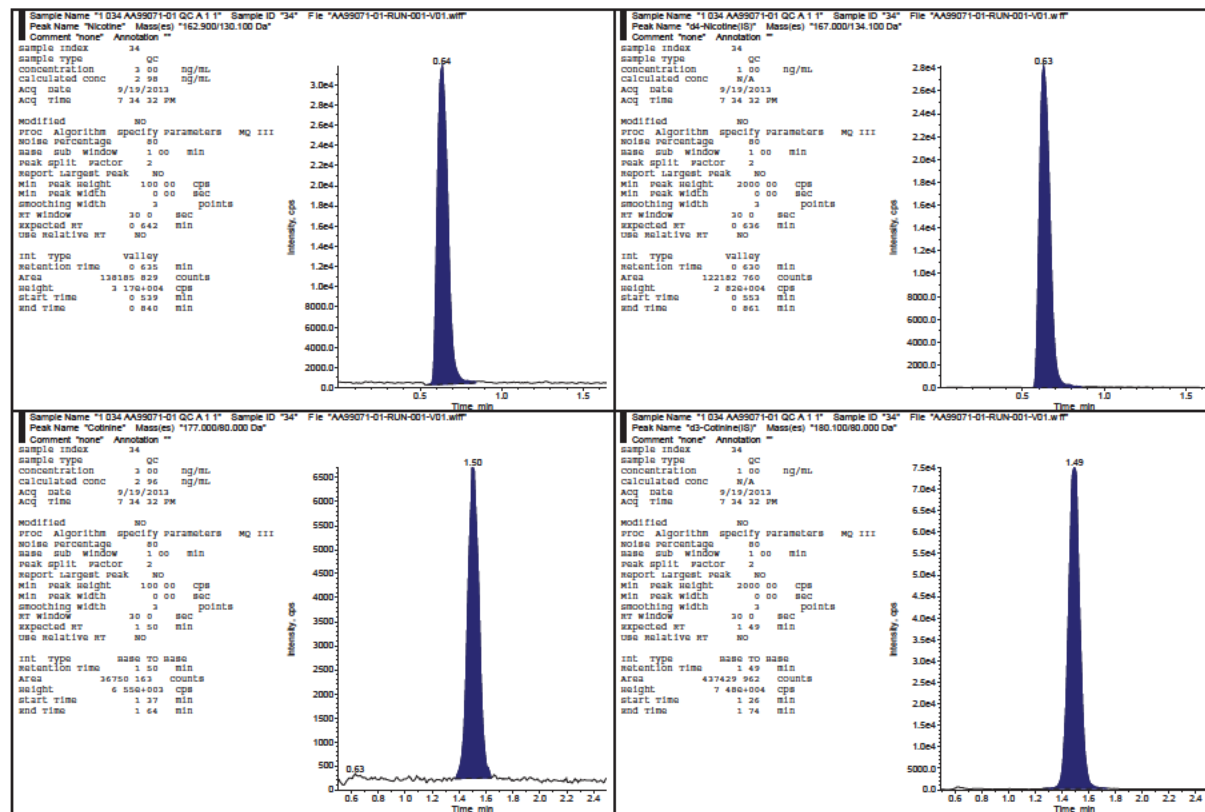 Sample Name "1 034 AA99071-01 QC A 1 1" Sample ID "34" File "AA99071-01-RUN-001-V01.wiff"
Peak Name "Nicotine" Mass(es) "162.900/130.100 Da"
Comment "none" Annotation ""
Sample Index 34
Sample Type QC
Concentration 3 00 ng/mL
Calculated Conc 2 98 ng/mL
Acq Date 9/19/2013
Acq Time 7 34 32 PM
Modified NO
Proc Algorithm Specify Parameters MQ III
Noise Percentage 80
Base Sub Window 1 00 min
Peak Split Factor 2
Report Largest Peak NO
Min Peak Height 100 00 cps
Min Peak Width 0 00 sec
Smoothing Width 3 points
RT Window 30 0 sec
Expected RT 0 642 min
Use Relative RT NO
Int Type Valley
Retention Time 0 635 min
Area 138185 829 counts
Height 3 17e+004 cps
Start Time 0 539 min
End Time 0 840 min
0.64
3.0e4
2.8e4
2.6e4
2.4e4
2.2e4
2.0e4
1.8e4
1.6e4
1.4e4
1.2e4
1.0e4
8000.0
6000.0
4000.0
2000.0
0.0
Intensity, cps
0.5 1.0 1.5
Time min
Sample Name "1 034 AA99071-01 QC A 1 1" Sample ID "34" File "AA99071-01-RUN-001-V01.wiff"
Peak Name "d4-Nicotine(IS)" Mass(es) "167.000/134.100 Da"
Comment "none" Annotation ""
Sample Index 34
Sample Type QC
Concentration 1 00 ng/mL
Calculated Conc N/A
Acq Date 9/19/2013
Acq Time 7 34 32 PM
Modified NO
Proc Algorithm Specify Parameters MQ III
Noise Percentage 80
Base Sub Window 1 00 min
Peak Split Factor 2
Report Largest Peak NO
Min Peak Height 2000 00 cps
Min Peak Width 0 00 sec
Smoothing Width 3 points
RT Window 30 0 sec
Expected RT 0 636 min
Use Relative RT NO
Int Type Valley
Retention Time 0 630 min
Area 122182 760 counts
Height 2 82e+004 cps
Start Time 0 553 min
End Time 0 861 min
0.63
2.8e4
2.6e4
2.4e4
2.2e4
2.0e4
1.8e4
1.6e4
1.4e4
1.2e4
1.0e4
8000.0
6000.0
4000.0
2000.0
0.0
Intensity, cps
0.5 1.0 1.5
Time min
Sample Name "1 034 AA99071-01 QC A 1 1" Sample ID "34" File "AA99071-01-RUN-001-V01.wiff"
Peak Name "Cotinine" Mass(es) "177.000/80.000 Da"
Comment "none" Annotation ""
Sample Index 34
Sample Type QC
Concentration 3 00 ng/mL
Calculated Conc 2 96 ng/mL
Acq Date 9/19/2013
Acq Time 7 34 32 PM
Modified NO
Proc Algorithm Specify Parameters MQ III
Noise Percentage 80
Base Sub Window 1 00 min
Peak Split Factor 2
Report Largest Peak NO
Min Peak Height 100 00 cps
Min Peak Width 0 00 sec
Smoothing Width 3 points
RT Window 30 0 sec
Expected RT 1 50 min
Use Relative RT NO
Int Type Base To Base
Retention Time 1 50 min
Area 36750 163 counts
Height 6 55e+003 cps
Start Time 1 37 min
End Time 1 64 min
1.50
6500
6000
5500
5000
4500
4000
3500
3000
2500
2000
1500
1000
500
0
0.63
Intensity, cps
0.6 0.8 1.0 1.2 1.4 1.6 1.8 2.0 2.2 2.4
Time min
Sample Name "1 034 AA99071-01 QC A 1 1" Sample ID "34" File "AA99071-01-RUN-001-V01.wiff"
Peak Name "d3-Cotinine(IS)" Mass(es) "180.100/80.000 Da"
Comment "none" Annotation ""
Sample Index 34
Sample Type QC
Concentration 1 00 ng/mL
Calculated Conc N/A
Acq Date 9/19/2013
Acq Time 7 34 32 PM
Modified NO
Proc Algorithm Specify Parameters MQ III
Noise Percentage 80
Base Sub Window 1 00 min
Peak Split Factor 2
Report Largest Peak NO
Min Peak Height 2000 00 cps
Min Peak Width 0 00 sec
Smoothing Width 3 points
RT Window 30 0 sec
Expected RT 1 49 min
Use Relative RT NO
Int Type Base To Base
Retention Time 1 49 min
Area 437429 962 counts
Height 7 48e+004 cps
Start Time 1 26 min
End Time 1 74 min
1.49
7.5e4
7.0e4
6.5e4
6.0e4
5.5e4
5.0e4
4.5e4
4.0e4
3.5e4
3.0e4
2.5e4
2.0e4
1.5e4
1.0e4
5000.0
0.0
Intensity, cps
0.6 0.8 1.0 1.2 1.4 1.6 1.8 2.0 2.2 2.4
Time min